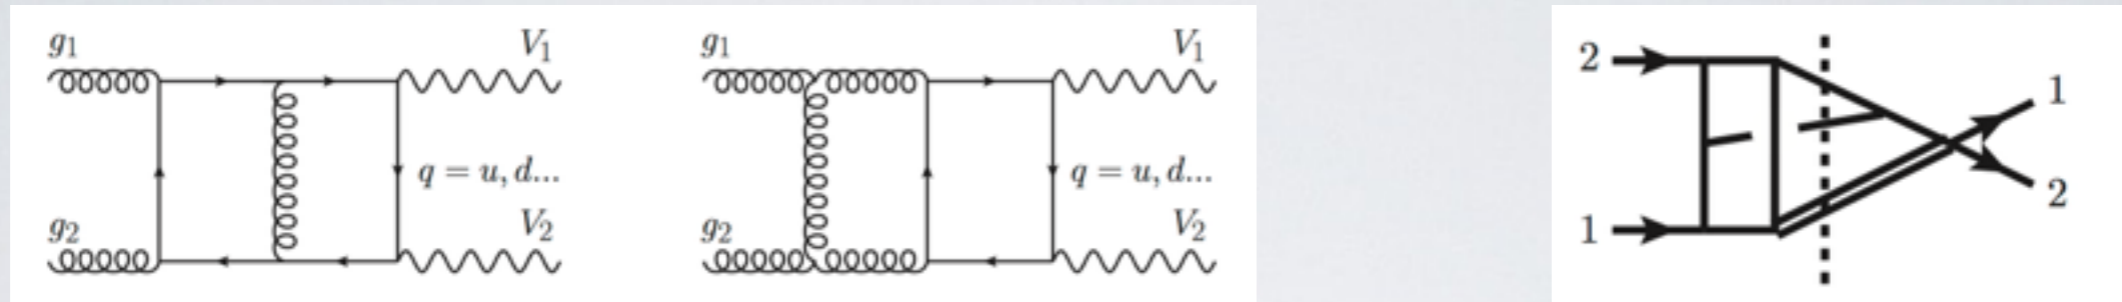 g1 V1
q = u, d...
g2 V2
g1 V1
q = u, d...
g2 V2
2 1
1 2